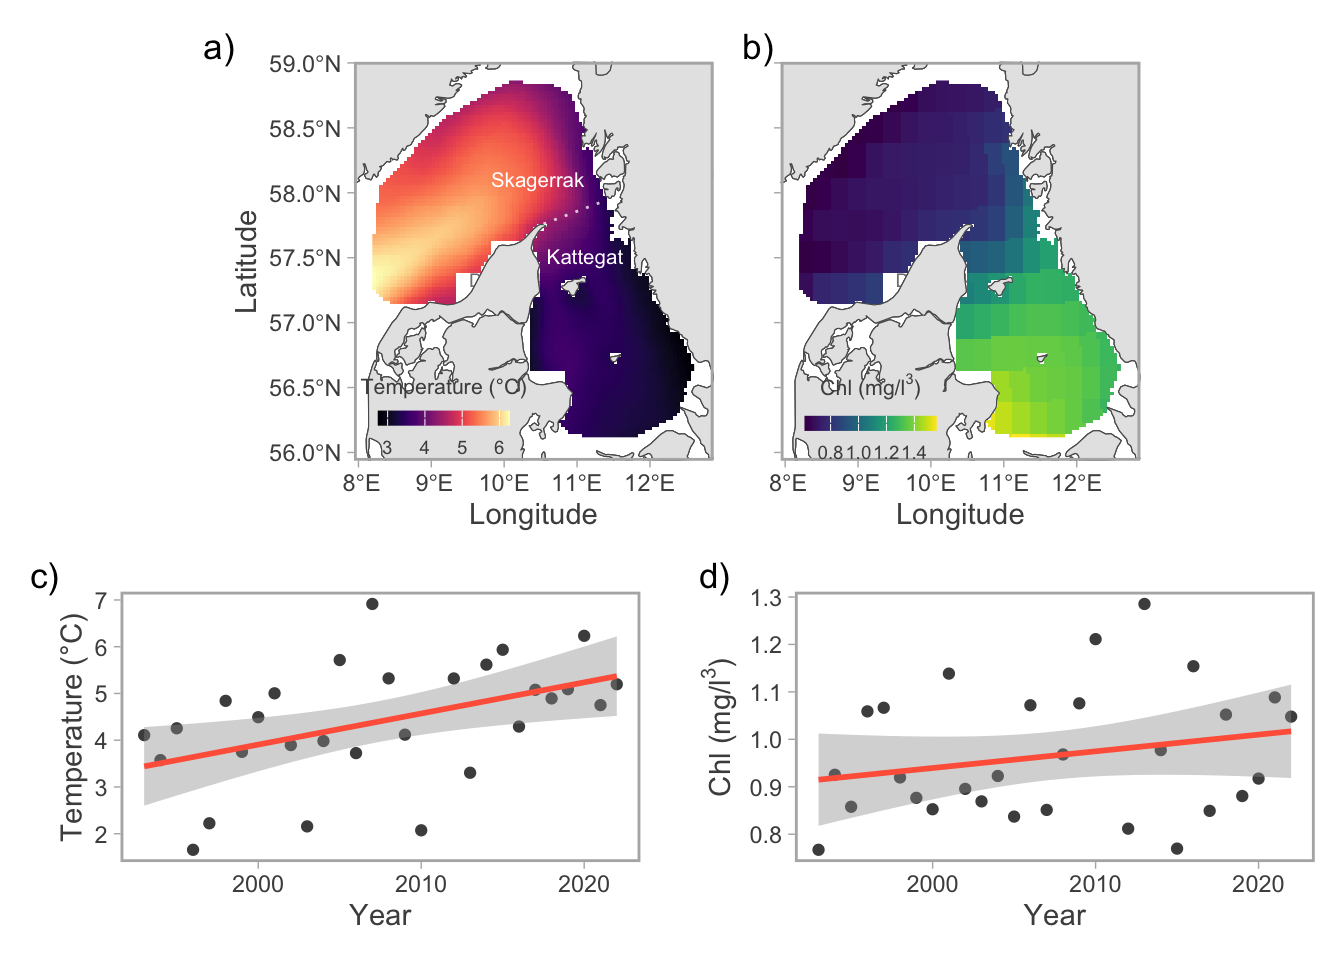 a)
b)
59.0°N
58.5°N
58.0°N
57.5°N
57.0°N
56.5°N
56.0°N
Latitude
Skagerrak
Kattegat
Temperature (°C)
3 4 5 6
8°E 9°E 10°E 11°E 12°E
Longitude
Chl (mg/l³)
0.8 1.0 1.2 1.4
8°E 9°E 10°E 11°E 12°E
Longitude
c)
7
6
5
4
3
2
Temperature (°C)
2000 2010 2020
Year
d)
1.3
1.2
1.1
1.0
0.9
0.8
Chl (mg/l³)
2000 2010 2020
Year